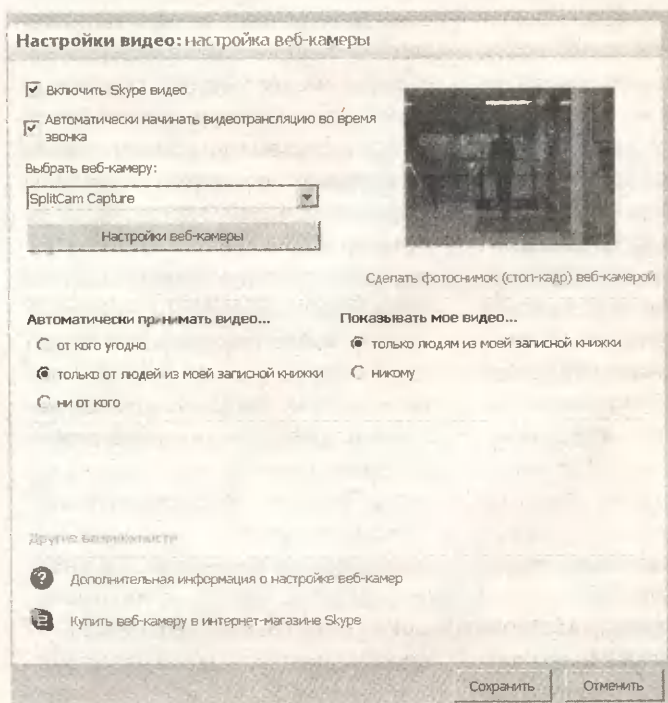 Настройки видео: настройка веб-камеры
Включить Skype видео
Автоматически начинать видеотрансляцию во время
звонка
Выбрать веб-камеру:
SplitCam Capture
Настройки веб-камеры
Сделать фотоснимок (стоп-кадр) веб-камерой
Автоматически принимать видео...
от кого угодно
только от людей из моей записной книжки
ни от кого
Показывать мое видео...
только людям из моей записной книжки
никому
Другие возможности
Дополнительная информация о настройке веб-камер
Купить веб-камеру в интернет-магазине Skype
Сохранить
Отменить